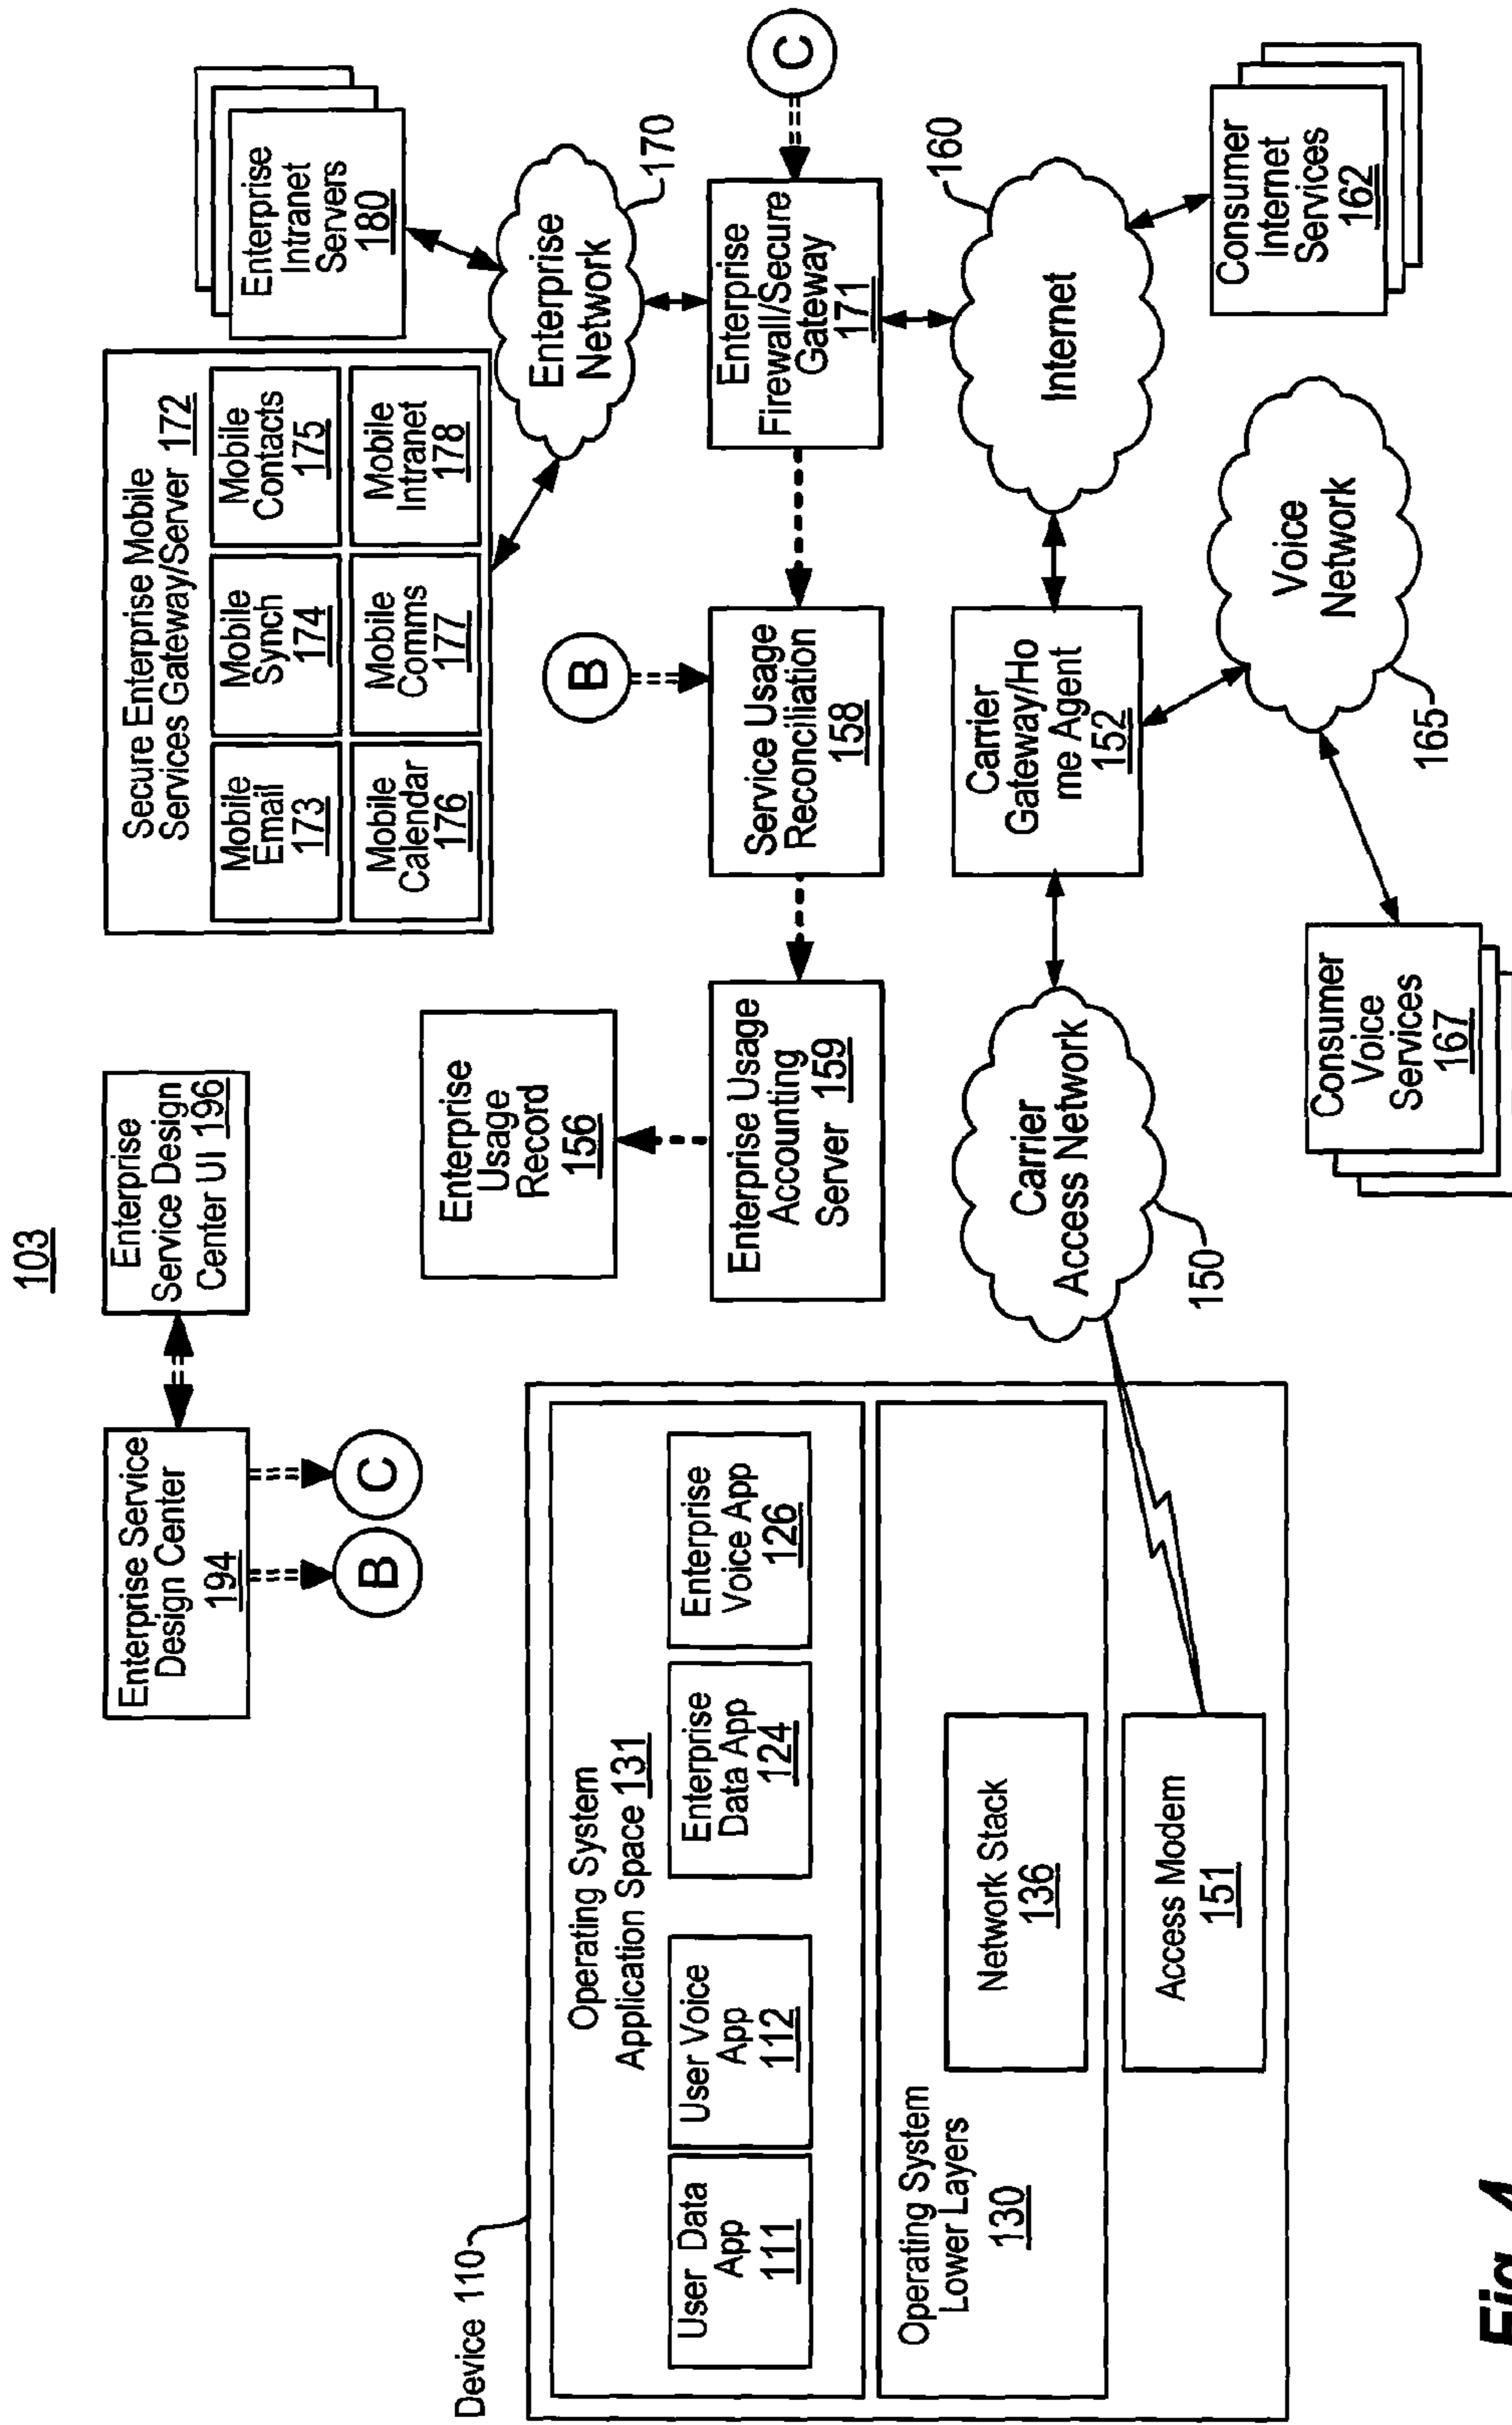 103
Enterprise Service
Design Center
194
Enterprise
Service Design
Center UI 196
B
C
Secure Enterprise Mobile
Services Gateway/Server 172
Mobile
Email
173
Mobile
Synch
174
Mobile
Contacts
175
Mobile
Calendar
176
Mobile
Comms
177
Mobile
Intranet
178
Enterprise
Intranet
Servers
180
Enterprise
Network
170
Enterprise
Usage
Record
156
B
Enterprise Usage
Accounting
Server 159
Service Usage
Reconciliation
158
Enterprise
Firewall/Secure
Gateway
171
C
Device 110
Operating System
Application Space 131
User Data
App
111
User Voice
App
112
Enterprise
Data App
124
Enterprise
Voice App
126
Operating System
Lower Layers
130
Network Stack
136
Access Modem
151
Carrier
Access Network
150
Carrier
Gateway/Ho
me Agent
152
Internet
160
Voice
Network
165
Consumer
Voice
Services
167
Consumer
Internet
Services
162
Fig. 4